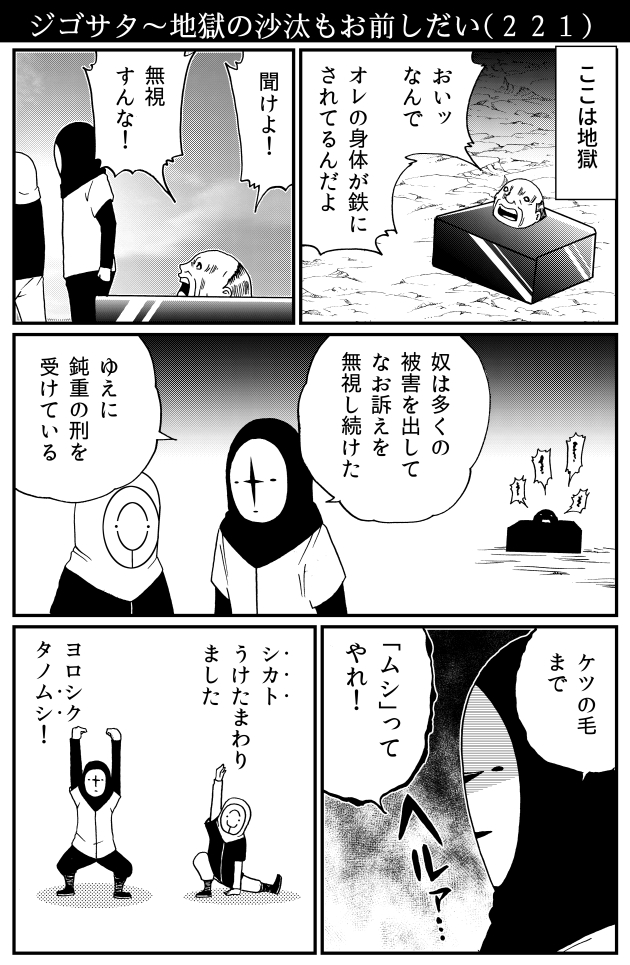 ジゴサタ～地獄の沙汰もお前しだい（２２１）
ここは地獄
おいッ
なんで
オレの身体が鉄に
されてるんだよ
聞けよ！
無視
すんな！
奴は多くの
被害を出して
なお訴えを
無視し続けた
ゆえに
鈍重の刑を
受けている
ケツの毛
まで
「ムシ」って
やれ！
ヘルァ…
シカト
うけたまわり
ました
ヨロシク
タノムシ！